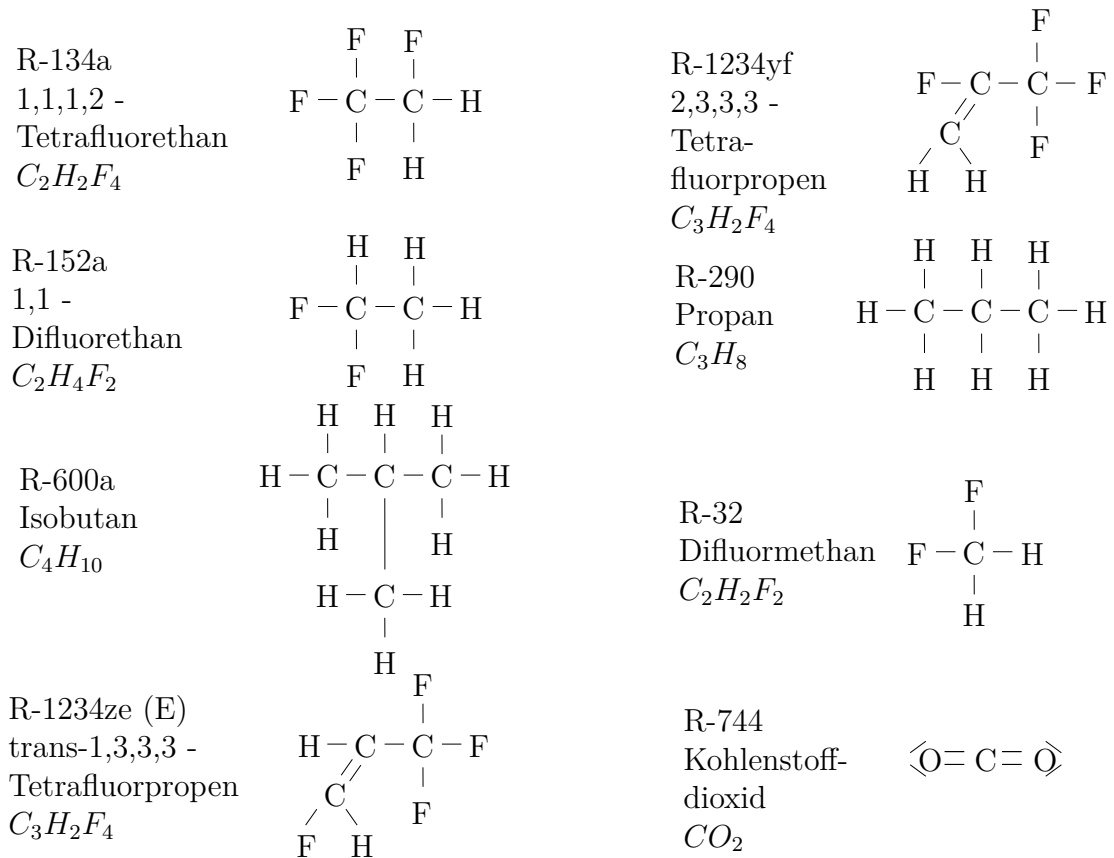 R-134a
1,1,1,2 -
Tetrafluorethan
C2H2F4
F F
F – C – C – H
F H
R-1234yf
2,3,3,3 -
Tetra-
fluorpropen
C3H2F4
F
F – C – C – F
C F
H H
R-152a
1,1 -
Difluorethan
C2H4F2
H H
F – C – C – H
F H
R-290
Propan
C3H8
H H H
H – C – C – C – H
H H H
R-600a
Isobutan
C4H10
H H H
H – C – C – C – H
H H
H – C – H
H
R-32
Difluormethan
C2H2F2
F
F – C – H
H
R-1234ze (E)
trans-1,3,3,3 -
Tetrafluorpropen
C3H2F4
F
H – C – C – F
C F
F H
R-744
Kohlenstoff-
dioxid
CO2
O = C = O